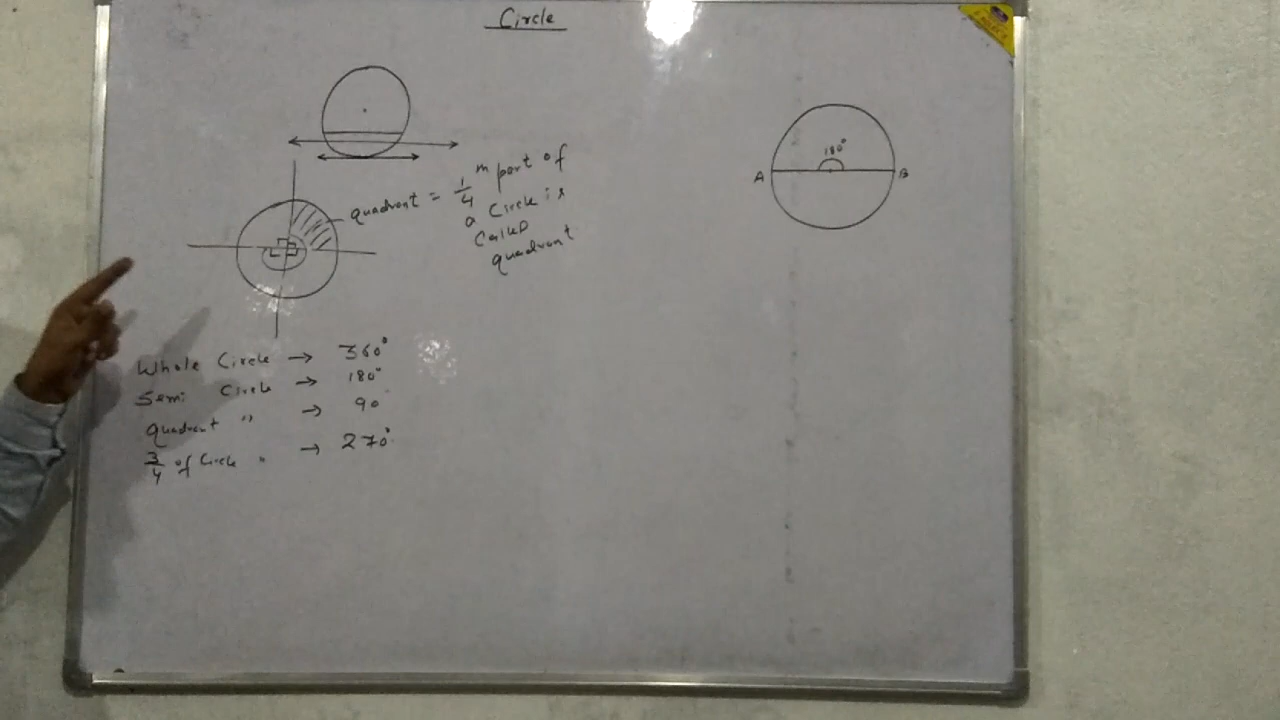 Circle
180°
A B
quadrant = 1/4 th part of
a Circle is
Called
quadrant
Whole Circle → 360°
Semi Circle → 180°
quadrant " → 90
3/4 of Circle " → 270°